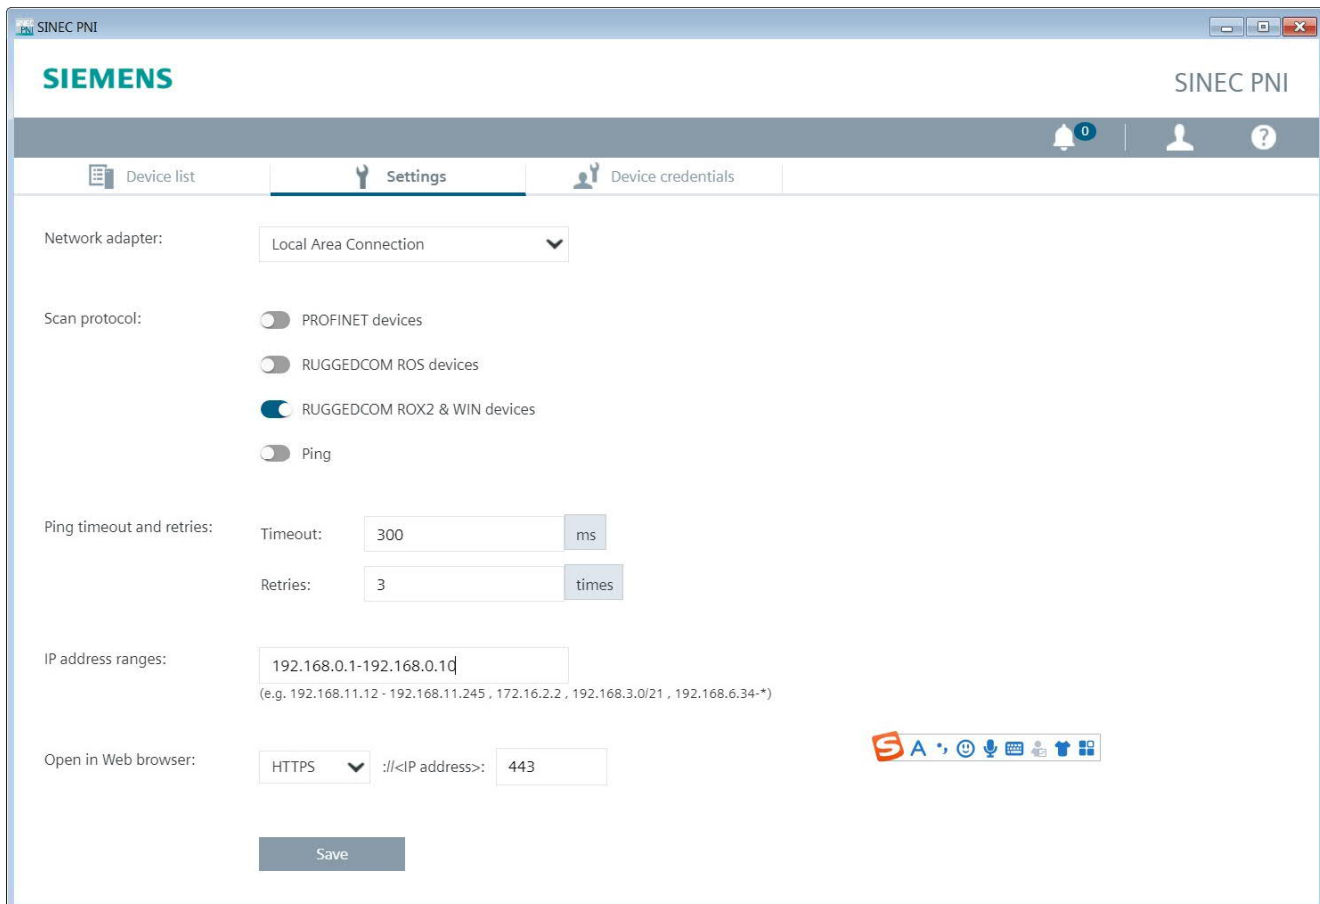 SINEC PNI
SIEMENS
SINEC PNI
0
?
Device list
Settings
Device credentials
Network adapter:
Local Area Connection
Scan protocol:
PROFINET devices
RUGGEDCOM ROS devices
RUGGEDCOM ROX2 & WIN devices
Ping
Ping timeout and retries:
Timeout: 300 ms
Retries: 3 times
IP address ranges:
192.168.0.1-192.168.0.10
(e.g. 192.168.11.12 - 192.168.11.245 , 172.16.2.2 , 192.168.3.0/21 , 192.168.6.34-*)
S A
Open in Web browser: HTTPS ://<IP address>: 443
Save